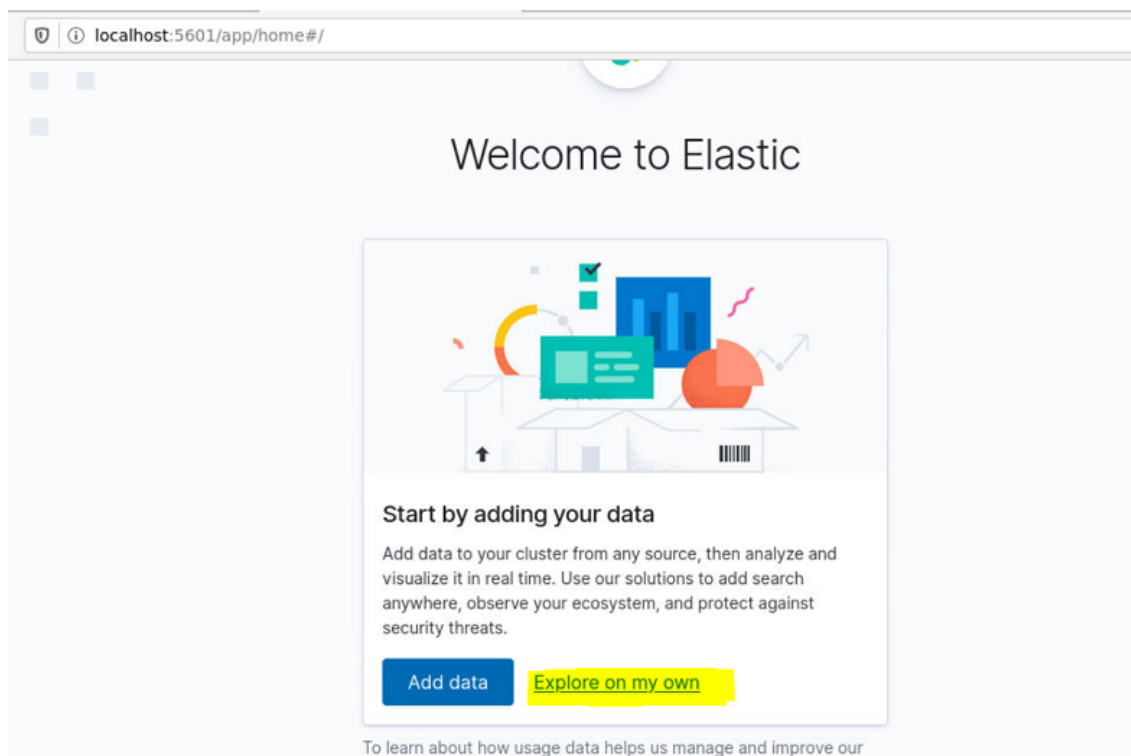 localhost:5601/app/home#/
Welcome to Elastic
Start by adding your data
Add data to your cluster from any source, then analyze and
visualize it in real time. Use our solutions to add search
anywhere, observe your ecosystem, and protect against
security threats.
Add data Explore on my own
To learn about how usage data helps us manage and improve our